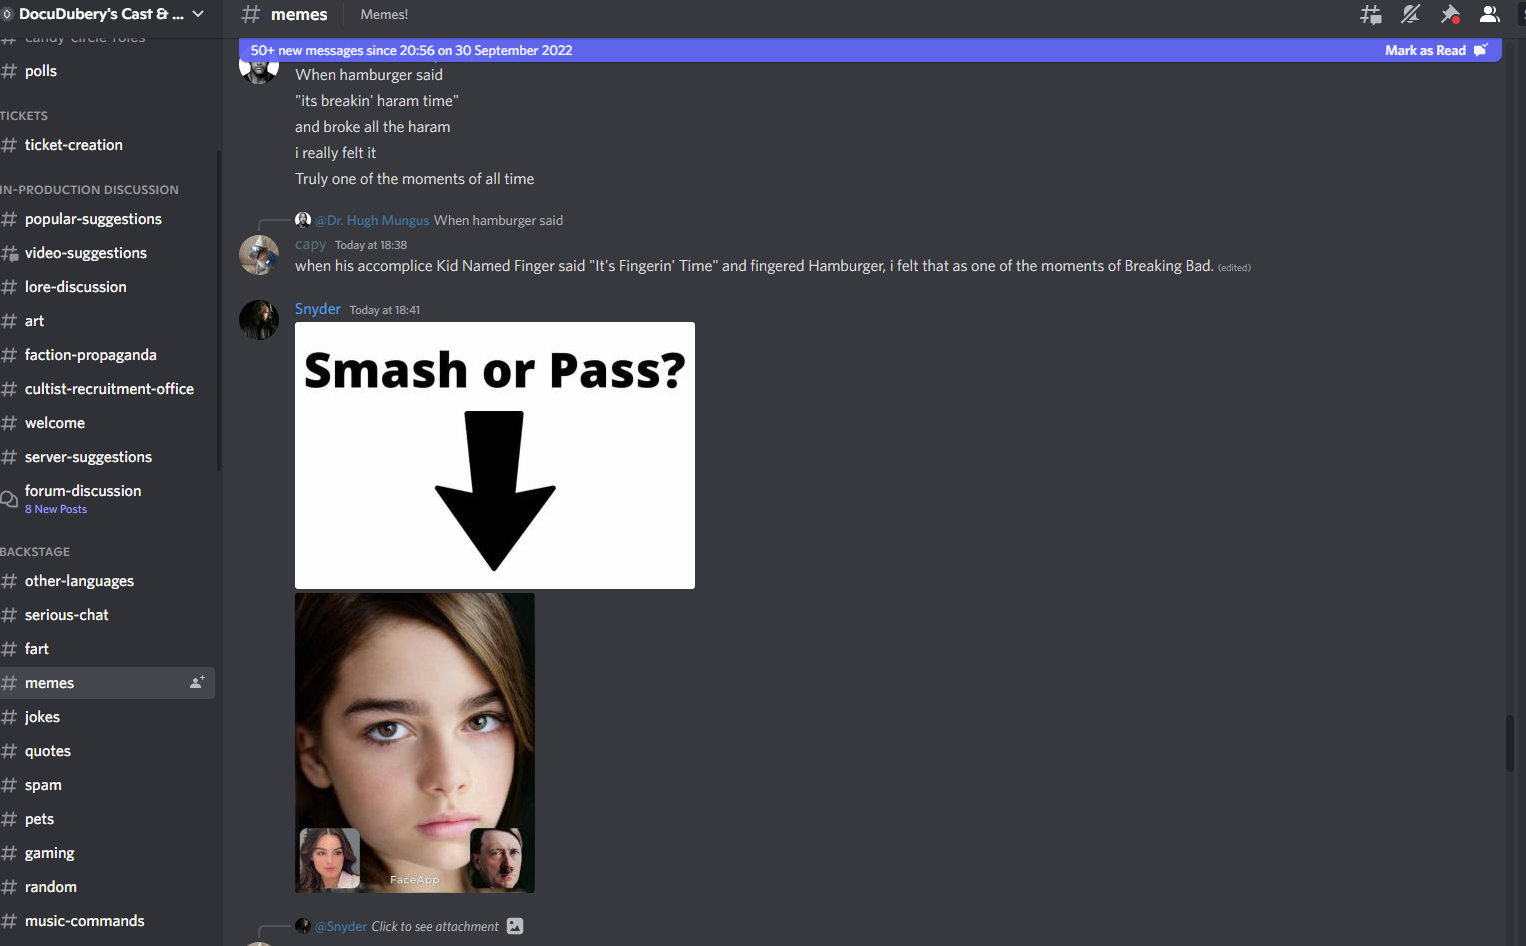 DocuDubery's Cast & ...
candy-circle-roles
polls
TICKETS
ticket-creation
IN-PRODUCTION DISCUSSION
popular-suggestions
video-suggestions
lore-discussion
art
faction-propaganda
cultist-recruitment-office
welcome
server-suggestions
forum-discussion
8 New Posts
BACKSTAGE
other-languages
serious-chat
fart
memes
jokes
quotes
spam
pets
gaming
random
music-commands
memes
Memes!
50+ new messages since 20:56 on 30 September 2022
Mark as Read
When hamburger said
"its breakin' haram time"
and broke all the haram
i really felt it
Truly one of the moments of all time
@Dr. Hugh Mungus When hamburger said
capy Today at 18:38
when his accomplice Kid Named Finger said "It's Fingerin' Time" and fingered Hamburger, i felt that as one of the moments of Breaking Bad. (edited)
Snyder Today at 18:41
Smash or Pass?
FaceApp
@Snyder Click to see attachment